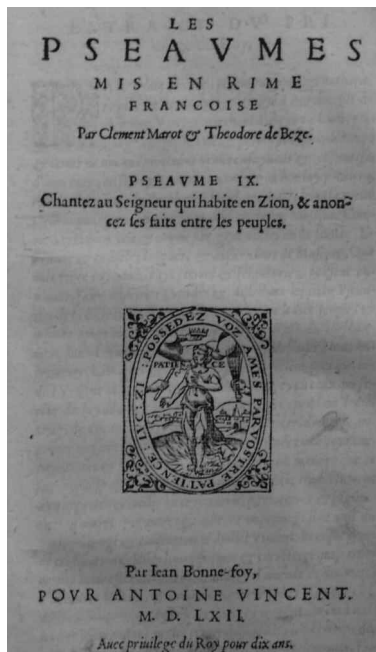 LES
PSEAVMES
MIS EN RIME
FRANCOISE
Par Clement Marot & Theodore de Beze.
PSEAVME IX.
Chantez au Seigneur qui habite en Zion, & anon-
cez ses faits entre les peuples.
POSSEDEZ VOZ AMES PAR VOSTRE PATIENCE: LVC: 21:
PATIENCE
Par Iean Bonne-foy,
POVR ANTOINE VINCENT.
M. D. LXII.
Auec priuilege du Roy pour dix ans.